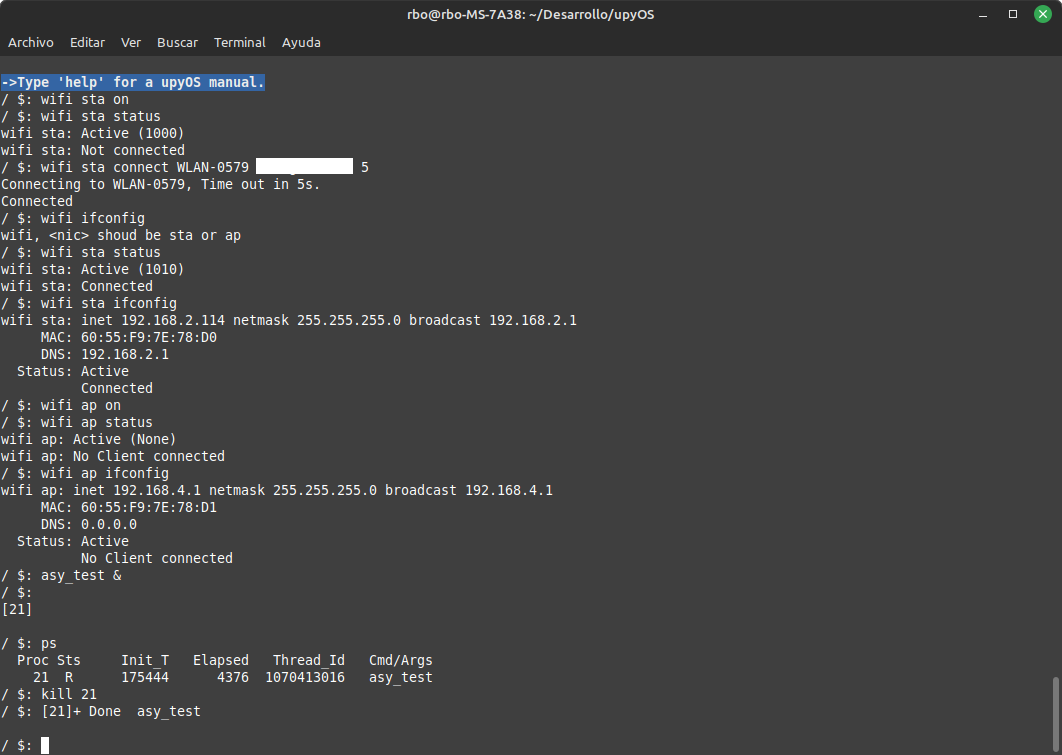 rbo@rbo-MS-7A38: ~/Desarrollo/upyOS
Archivo Editar Ver Buscar Terminal Ayuda
->Type 'help' for a upyOS manual.
/ $: wifi sta on
/ $: wifi sta status
wifi sta: Active (1000)
wifi sta: Not connected
/ $: wifi sta connect WLAN-0579 5
Connecting to WLAN-0579, Time out in 5s.
Connected
/ $: wifi ifconfig
wifi, <nic> shoud be sta or ap
/ $: wifi sta status
wifi sta: Active (1010)
wifi sta: Connected
/ $: wifi sta ifconfig
wifi sta: inet 192.168.2.114 netmask 255.255.255.0 broadcast 192.168.2.1
MAC: 60:55:F9:7E:78:D0
DNS: 192.168.2.1
Status: Active
Connected
/ $: wifi ap on
/ $: wifi ap status
wifi ap: Active (None)
wifi ap: No Client connected
/ $: wifi ap ifconfig
wifi ap: inet 192.168.4.1 netmask 255.255.255.0 broadcast 192.168.4.1
MAC: 60:55:F9:7E:78:D1
DNS: 0.0.0.0
Status: Active
No Client connected
/ $: asy_test &
/ $:
[21]
/ $: ps
Proc Sts Init_T Elapsed Thread_Id Cmd/Args
21 R 175444 4376 1070413016 asy_test
/ $: kill 21
/ $: [21]+ Done asy_test
/ $: